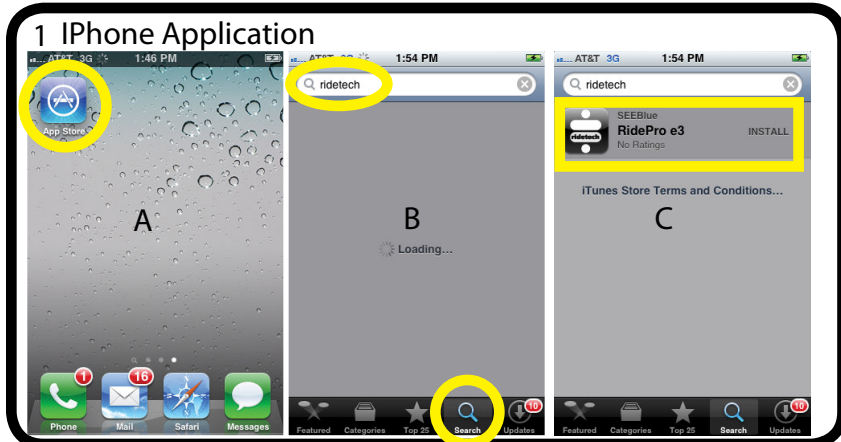 1 IPhone Application
AT&T 3G 1:46 PM
App Store
A
1
16
Phone Mail Safari Messages
AT&T 3G 1:54 PM
ridetech
B
Loading...
10
Featured Categories Top 25 Search Updates
AT&T 3G 1:54 PM
ridetech
SEEBlue
ridetech
RidePro e3
INSTALL
No Ratings
iTunes Store Terms and Conditions...
C
10
Featured Categories Top 25 Search Updates